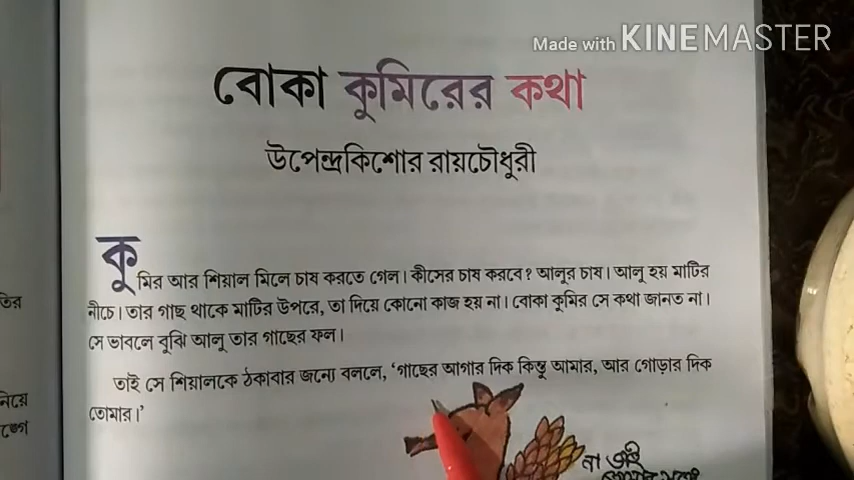 Made with KINEMASTER
বোকা কুমিরের কথা
উপেন্দ্রকিশোর রায়চৌধুরী
কুমির আর শিয়াল মিলে চাষ করতে গেল। কীসের চাষ করবে? আলুর চাষ। আলু হয় মাটির
নীচে। তার গাছ থাকে মাটির উপরে, তা দিয়ে কোনো কাজ হয় না। বোকা কুমির সে কথা জানত না।
সে ভাবলে বুঝি আলু তার গাছের ফল।
তাই সে শিয়ালকে ঠকাবার জন্যে বললে, 'গাছের আগার দিক কিন্তু আমার, আর গোড়ার দিক
তোমার।'
না ভাই